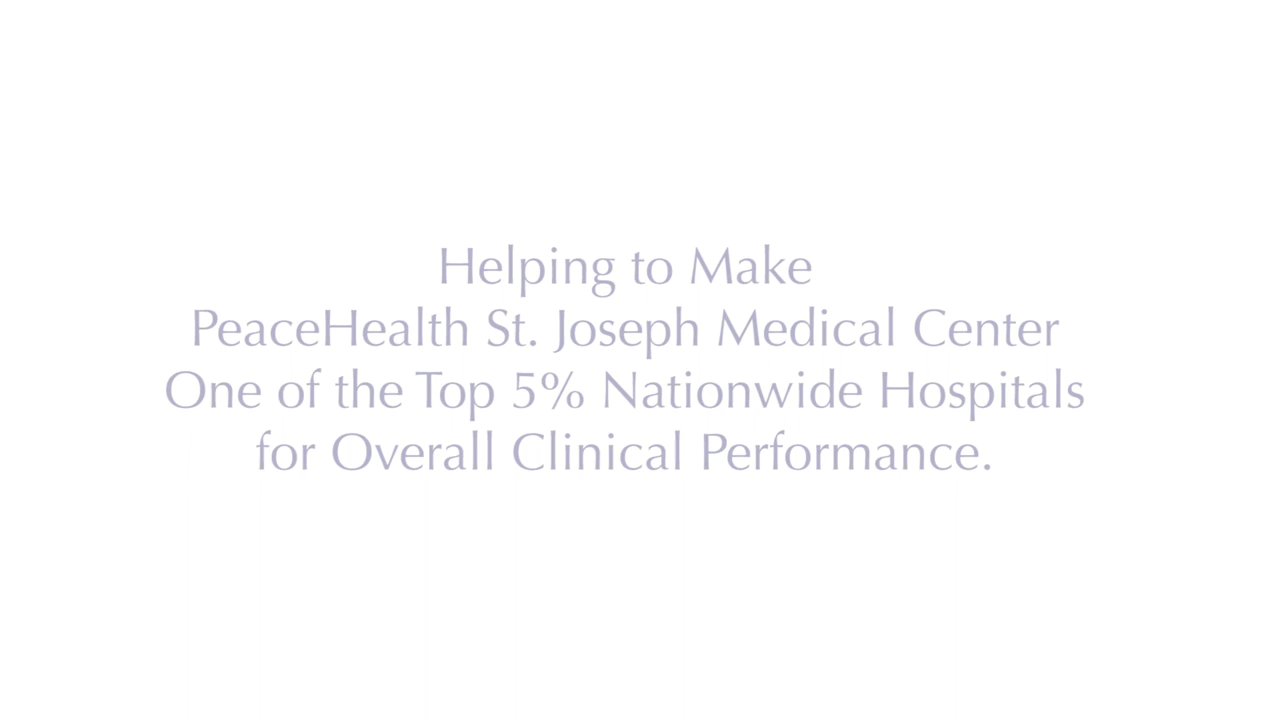 Helping to Make
PeaceHealth St. Joseph Medical Center
One of the Top 5% Nationwide Hospitals
for Overall Clinical Performance.